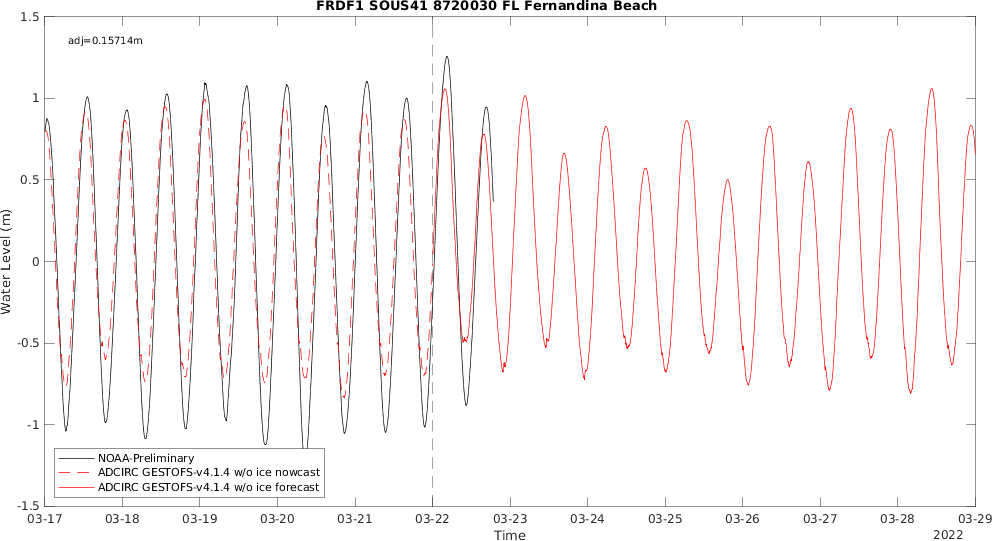 FRDF1 SOUS41 8720030 FL Fernandina Beach
adj=0.15714m
1.5
1
0.5
0
-0.5
-1
-1.5
Water Level (m)
NOAA-Preliminary
ADCIRC GESTOFS-v4.1.4 w/o ice nowcast
ADCIRC GESTOFS-v4.1.4 w/o ice forecast
03-17 03-18 03-19 03-20 03-21 03-22 03-23 03-24 03-25 03-26 03-27 03-28 03-29
Time
2022